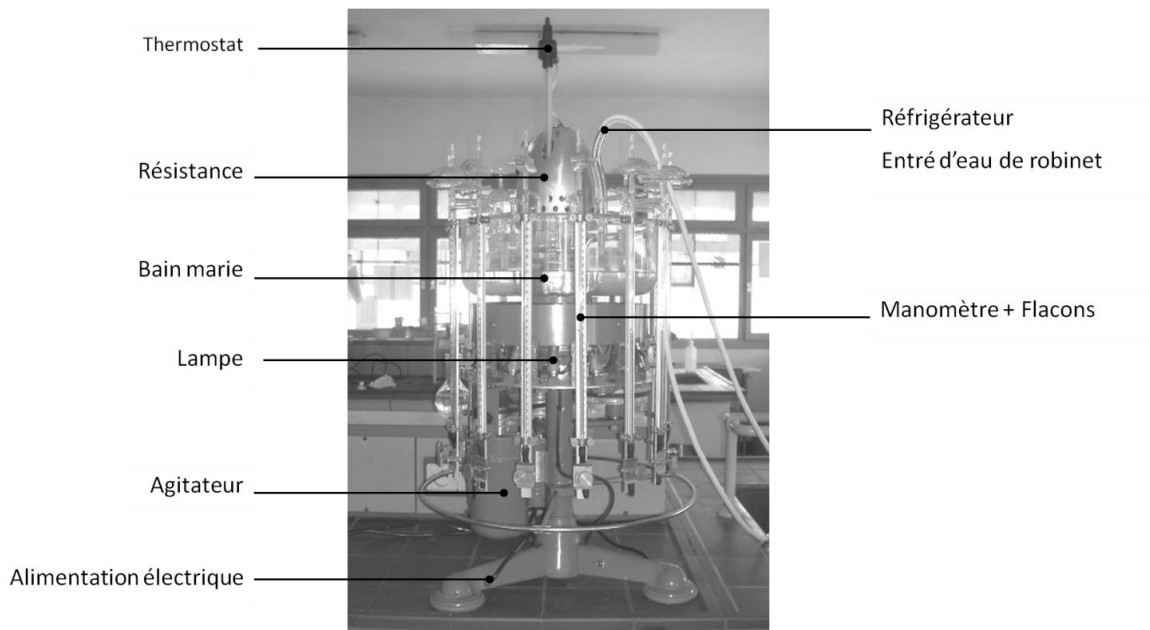 Thermostat
Résistance
Bain marie
Lampe
Agitateur
Alimentation électrique
Réfrigérateur
Entré d'eau de robinet
Manomètre + Flacons